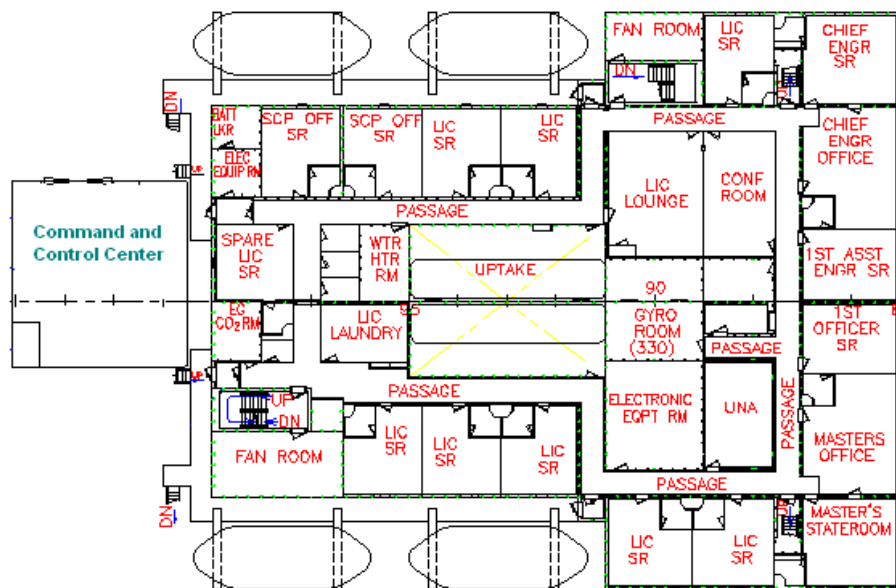 FAN ROOM
LIC
SR
CHIEF
ENGR
SR
DN
DN
UP
BATT
LKR
SCP OFF
SR
SCP OFF
SR
LIC
SR
LIC
SR
PASSAGE
CHIEF
ENGR
OFFICE
ELEC
EQUIP RM
UP
LIC
LOUNGE
CONF
ROOM
PASSAGE
Command and
Control Center
SPARE
LIC
SR
WTR
HTR
RM
UPTAKE
1ST ASST
ENGR SR
90
EG
CO2 RM
LIC
LAUNDRY
95
GYRO
ROOM
(330)
1ST
OFFICER
SR
PASSAGE
UP
PASSAGE
UP
DN
ELECTRONIC
EQPT RM
UNA
PASSAGE
MASTERS
OFFICE
FAN ROOM
LIC
SR
LIC
SR
LIC
SR
PASSAGE
DN
UP
MASTER'S
STATEROOM
LIC
SR
LIC
SR